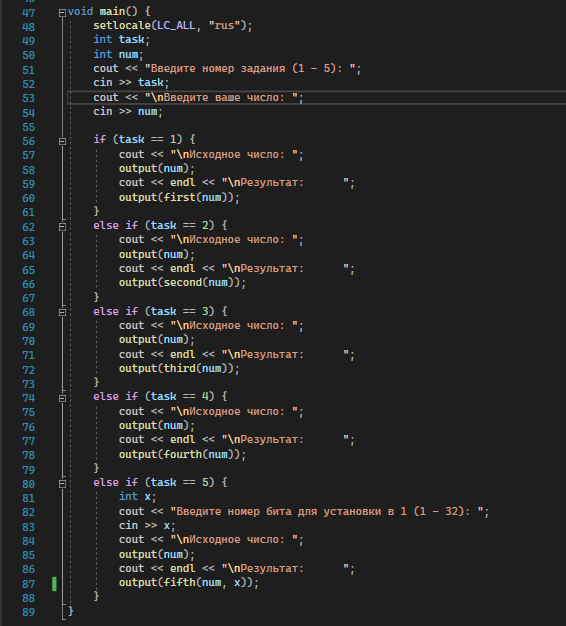 47 void main() {
48 setlocale(LC_ALL, "rus");
49 int task;
50 int num;
51 cout << "Введите номер задания (1 - 5): ";
52 cin >> task;
53 cout << "\nВведите ваше число: ";
54 cin >> num;
55
56 if (task == 1) {
57 cout << "\nИсходное число: ";
58 output(num);
59 cout << endl << "\nРезультат:      ";
60 output(first(num));
61 }
62 else if (task == 2) {
63 cout << "\nИсходное число: ";
64 output(num);
65 cout << endl << "\nРезультат:      ";
66 output(second(num));
67 }
68 else if (task == 3) {
69 cout << "\nИсходное число: ";
70 output(num);
71 cout << endl << "\nРезультат:      ";
72 output(third(num));
73 }
74 else if (task == 4) {
75 cout << "\nИсходное число: ";
76 output(num);
77 cout << endl << "\nРезультат:      ";
78 output(fourth(num));
79 }
80 else if (task == 5) {
81 int x;
82 cout << "Введите номер бита для установки в 1 (1 - 32): ";
83 cin >> x;
84 cout << "\nИсходное число: ";
85 output(num);
86 cout << endl << "\nРезультат:      ";
87 output(fifth(num, x));
88 }
89 }